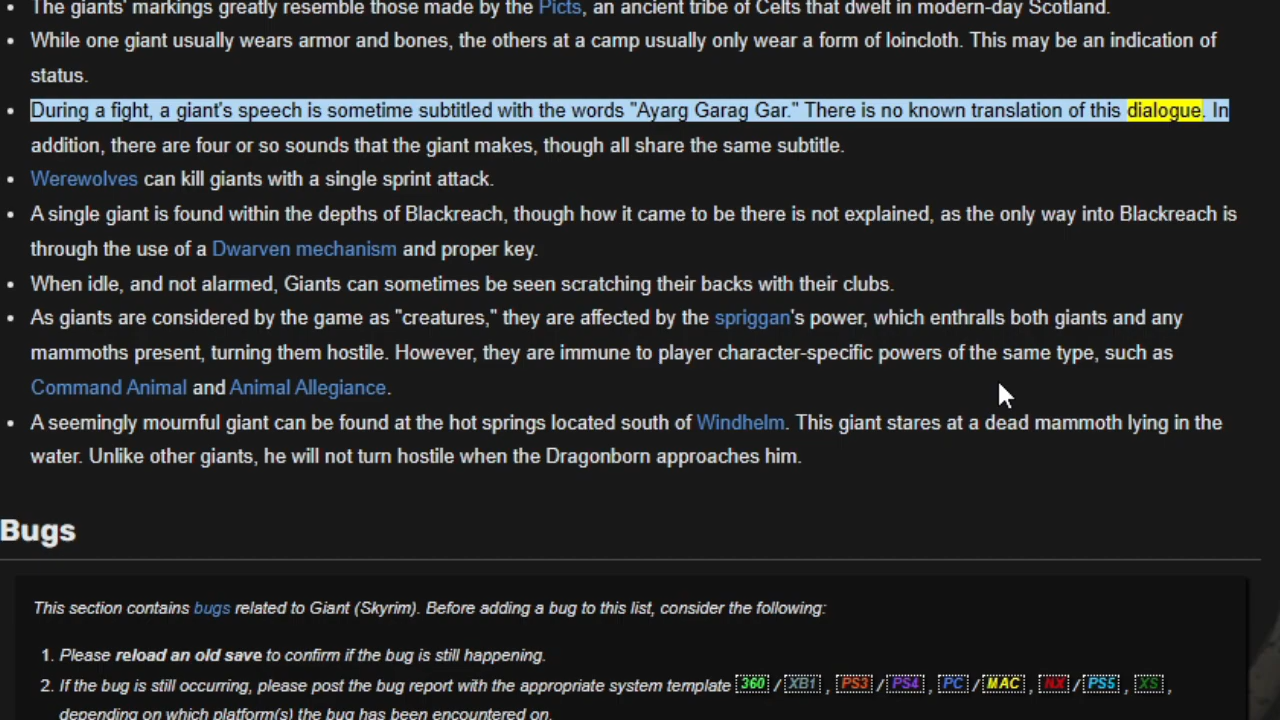 The giants' markings greatly resemble those made by the Picts, an ancient tribe of Celts that dwelt in modern-day Scotland.
While one giant usually wears armor and bones, the others at a camp usually only wear a form of loincloth. This may be an indication of
status.
During a fight, a giant's speech is sometime subtitled with the words "Ayarg Garag Gar." There is no known translation of this dialogue. In
addition, there are four or so sounds that the giant makes, though all share the same subtitle.
Werewolves can kill giants with a single sprint attack.
A single giant is found within the depths of Blackreach, though how it came to be there is not explained, as the only way into Blackreach is
through the use of a Dwarven mechanism and proper key.
When idle, and not alarmed, Giants can sometimes be seen scratching their backs with their clubs.
As giants are considered by the game as "creatures," they are affected by the spriggan's power, which enthralls both giants and any
mammoths present, turning them hostile. However, they are immune to player character-specific powers of the same type, such as
Command Animal and Animal Allegiance.
A seemingly mournful giant can be found at the hot springs located south of Windhelm. This giant stares at a dead mammoth lying in the
water. Unlike other giants, he will not turn hostile when the Dragonborn approaches him.
Bugs
This section contains bugs related to Giant (Skyrim). Before adding a bug to this list, consider the following:
1. Please reload an old save to confirm if the bug is still happening.
2. If the bug is still occurring, please post the bug report with the appropriate system template 360 / XB1 , PS3 / PS4 , PC / MAC , NX / PS5 , XS ,
depending on which platform(s) the bug has been encountered on.